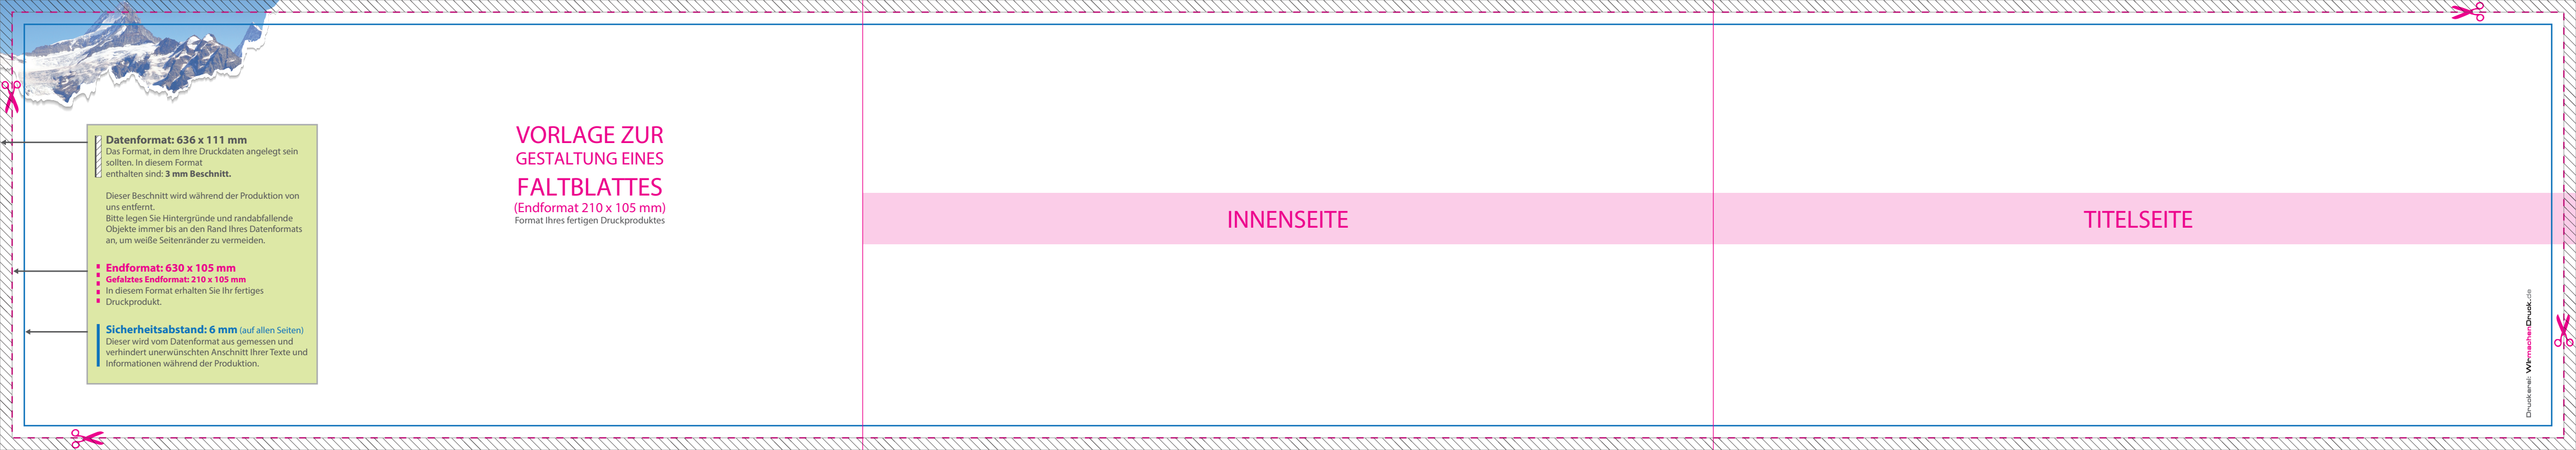 Datenformat: 636 x 111 mm
Das Format, in dem Ihre Druckdaten angelegt sein
sollten. In diesem Format
enthalten sind: 3 mm Beschnitt.
Dieser Beschnitt wird während der Produktion von
uns entfernt.
Bitte legen Sie Hintergründe und randabfallende
Objekte immer bis an den Rand Ihres Datenformats
an, um weiße Seitenränder zu vermeiden.
Endformat: 630 x 105 mm
Gefalztes Endformat: 210 x 105 mm
In diesem Format erhalten Sie Ihr fertiges
Druckprodukt.
Sicherheitsabstand: 6 mm (auf allen Seiten)
Dieser wird vom Datenformat aus gemessen und
verhindert unerwünschten Anschnitt Ihrer Texte und
Informationen während der Produktion.
VORLAGE ZUR
GESTALTUNG EINES
FALTBLATTES
(Endformat 210 x 105 mm)
Format Ihres fertigen Druckproduktes
INNENSEITE
TITELSEITE
Druckerei: WirmachenDruck.de